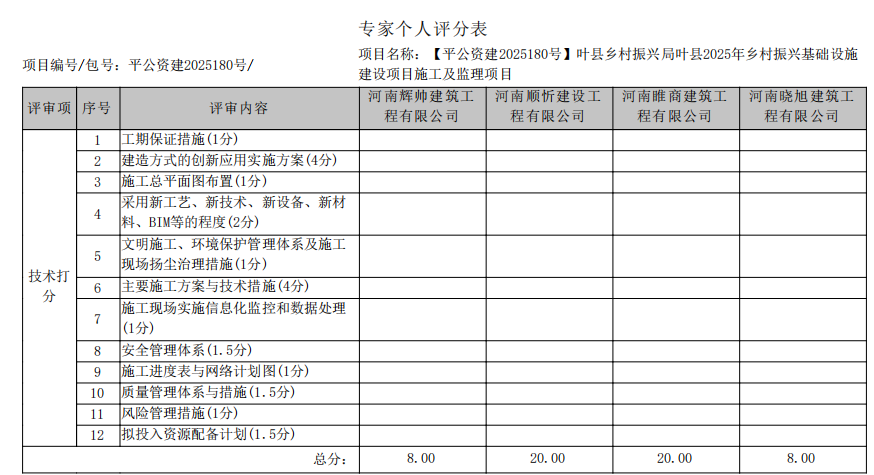 专家个人评分表
项目编号/包号: 平公资建2025180号/
项目名称: 【平公资建2025180号】叶县乡村振兴局叶县2025年乡村振兴基础设施
建设项目施工及监理项目
评审项 序号 评审内容 河南辉帅建筑工程有限公司 河南顺忻建设工程有限公司 河南睢商建筑工程有限公司 河南晓旭建筑工程有限公司
技术打分
1 工期保证措施(1分)
2 建造方式的创新应用实施方案(4分)
3 施工总平面图布置(1分)
4 采用新工艺、新技术、新设备、新材
料、BIM等的程度(2分)
5 文明施工、环境保护管理体系及施工
现场扬尘治理措施(1分)
6 主要施工方案与技术措施(4分)
7 施工现场实施信息化监控和数据处理
(1分)
8 安全管理体系(1.5分)
9 施工进度表与网络计划图(1分)
10 质量管理体系与措施(1.5分)
11 风险管理措施(1分)
12 拟投入资源配备计划(1.5分)
总分: 8.00 20.00 20.00 8.00